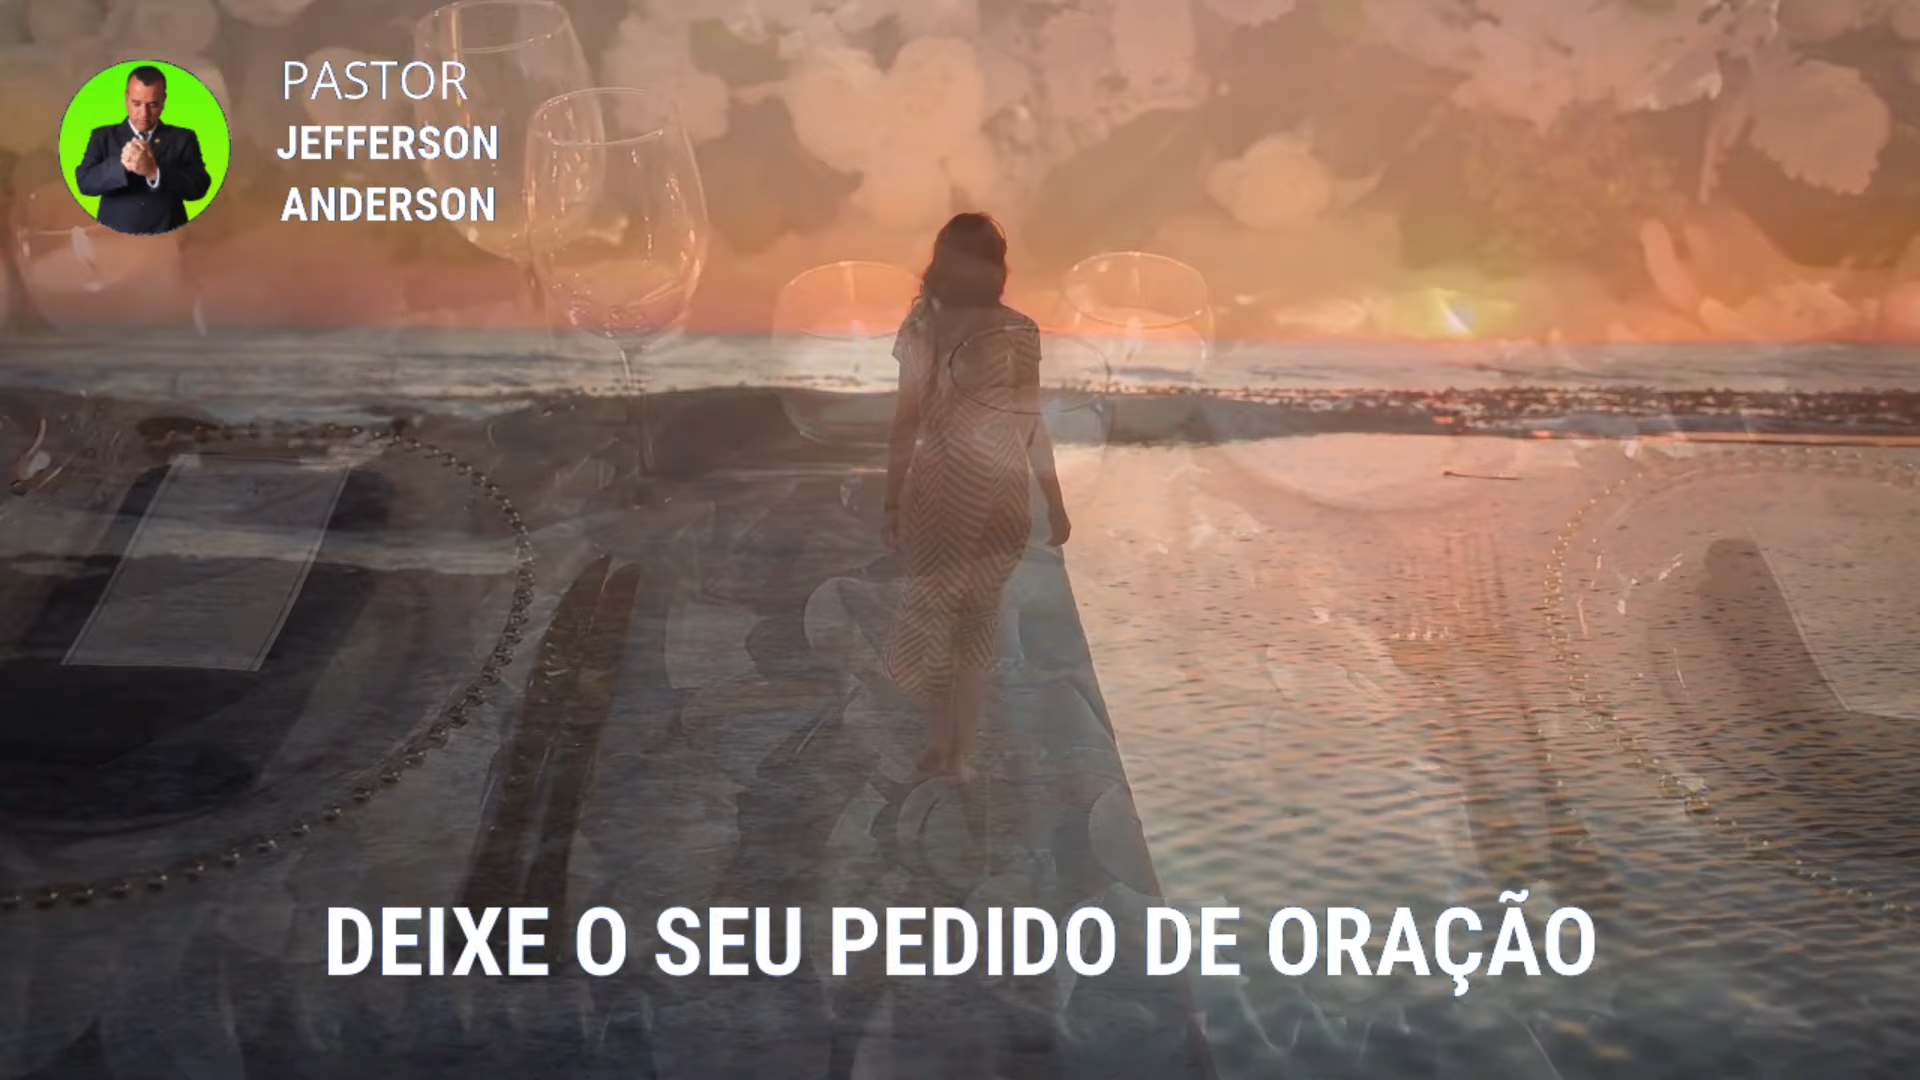 PASTOR
JEFFERSON
ANDERSON
DEIXE O SEU PEDIDO DE ORAÇÃO